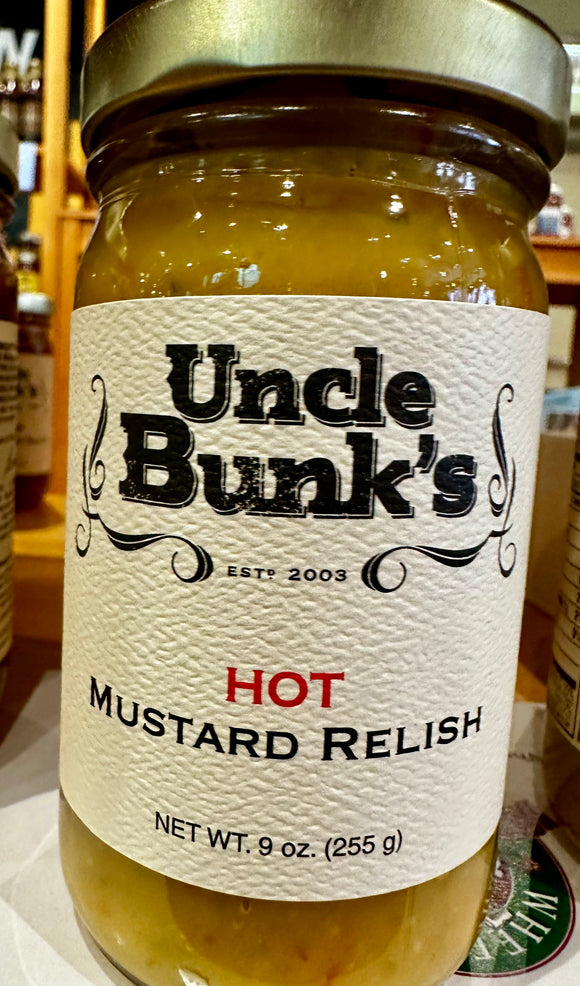 Uncle
Bunk's
ESTD 2003
HOT
MUSTARD RELISH
NET WT. 9 oz. (255 g)